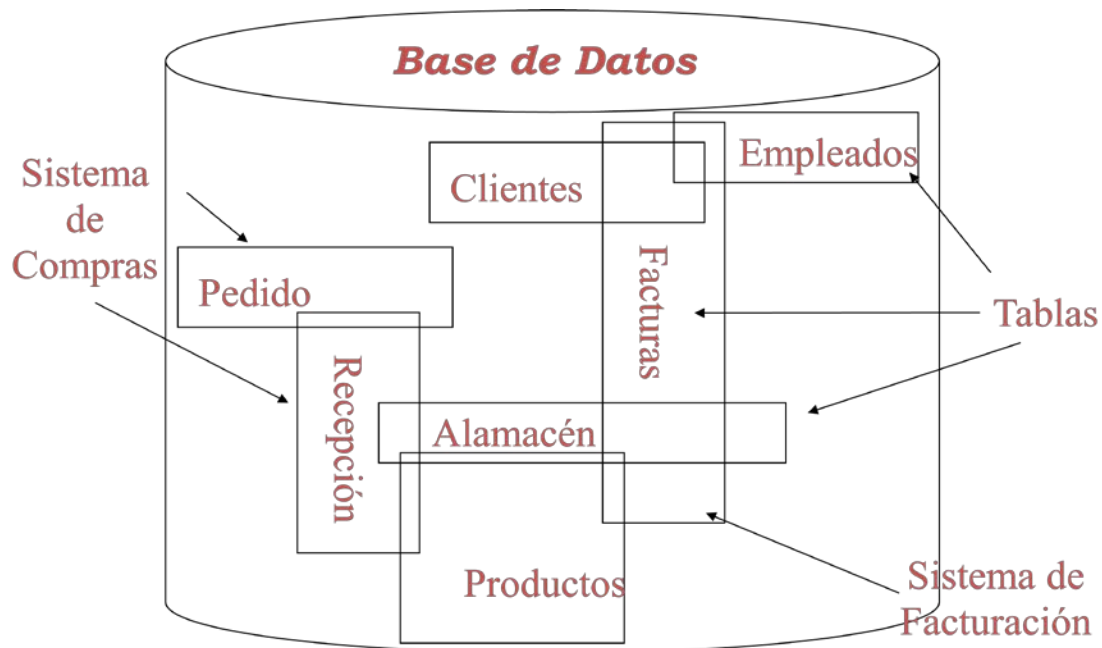 Base de Datos
Empleados
Clientes
Sistema
de
Compras
Pedido
Facturas
Tablas
Recepción
Alamacén
Productos
Sistema de
Facturación